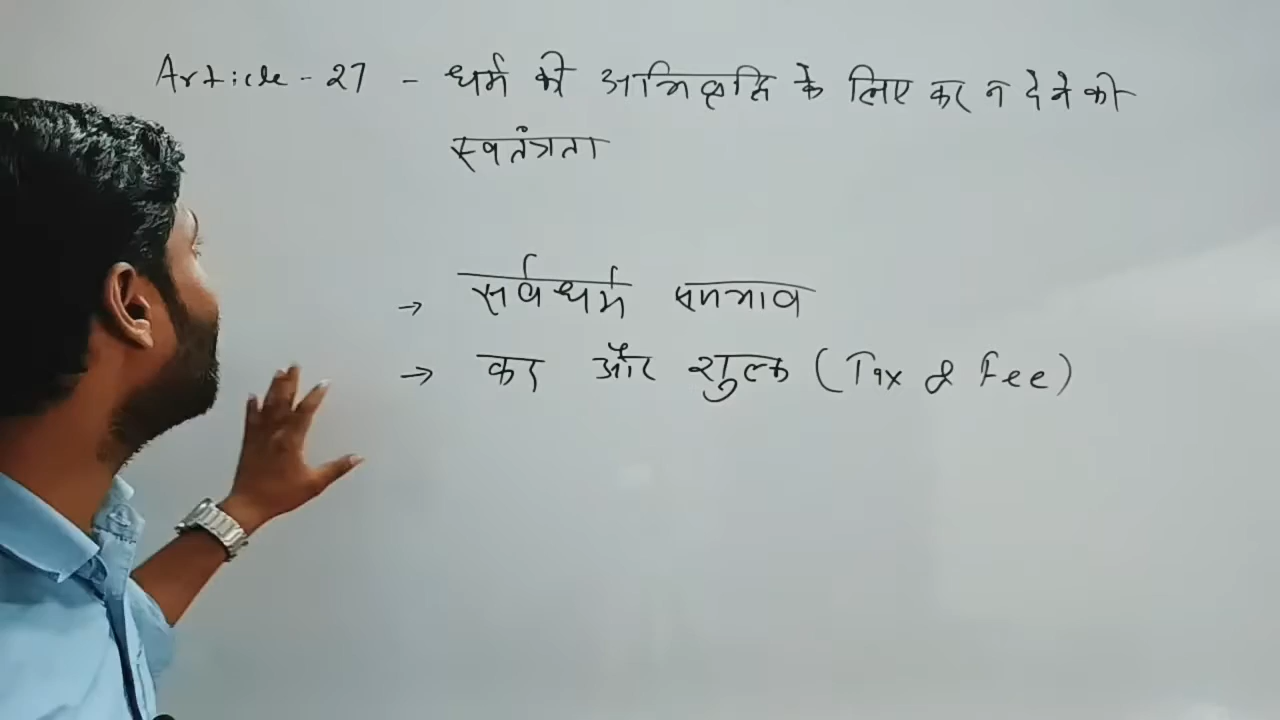 Article - 27 - धर्म की अभिवृद्धि के लिए कर न देने की
स्वतंत्रता
→ सर्वधर्म समभाव
→ कर और शुल्क (Tax & Fee)